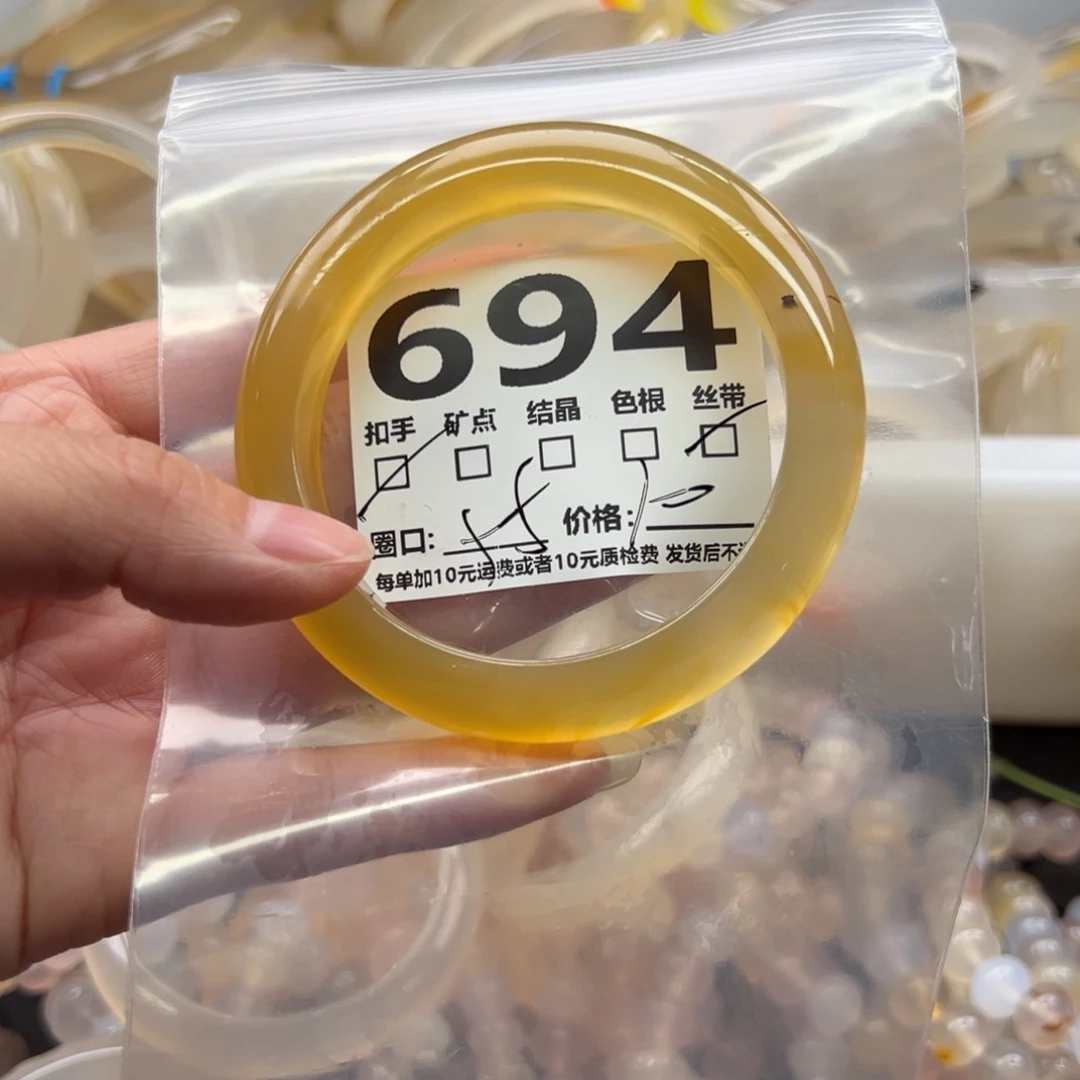 694
扣手 矿点 结晶 色根 丝带
圈口: 价格:
每单加10元运费或者10元质检费 发货后不